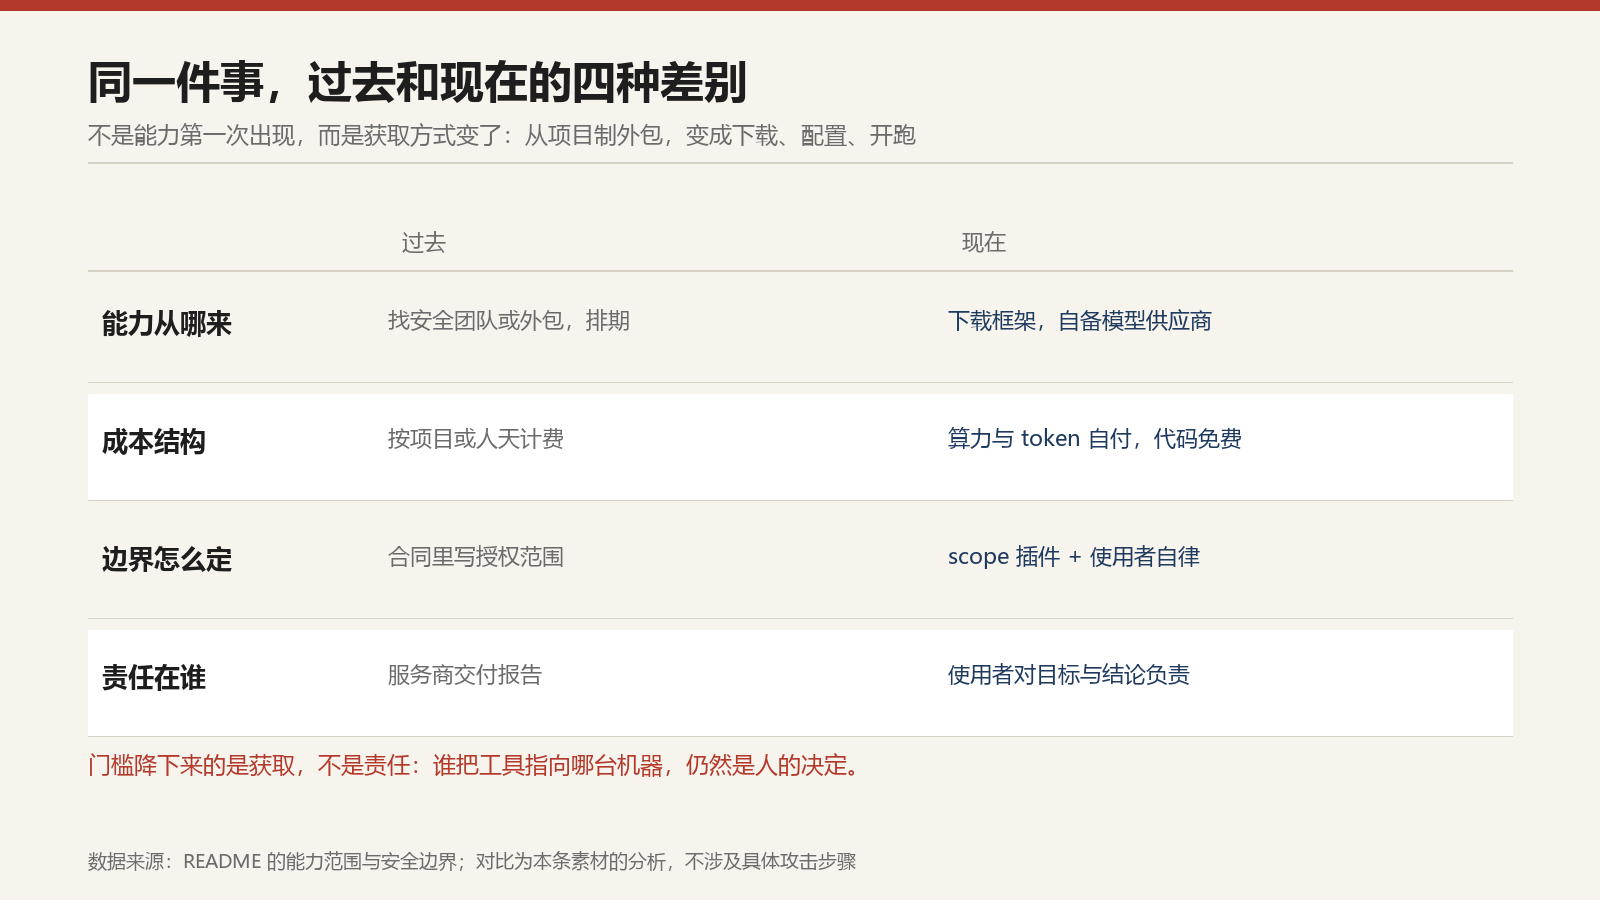 同一件事，过去和现在的四种差别
不是能力第一次出现，而是获取方式变了：从项目制外包，变成下载、配置、开跑
过去 现在
能力从哪来 找安全团队或外包，排期 下载框架，自备模型供应商
成本结构 按项目或人天计费 算力与 token 自付，代码免费
边界怎么定 合同里写授权范围 scope 插件 + 使用者自律
责任在谁 服务商交付报告 使用者对目标与结论负责
门槛降下来的是获取，不是责任：谁把工具指向哪台机器，仍然是人的决定。
数据来源：README 的能力范围与安全边界；对比为本条素材的分析，不涉及具体攻击步骤